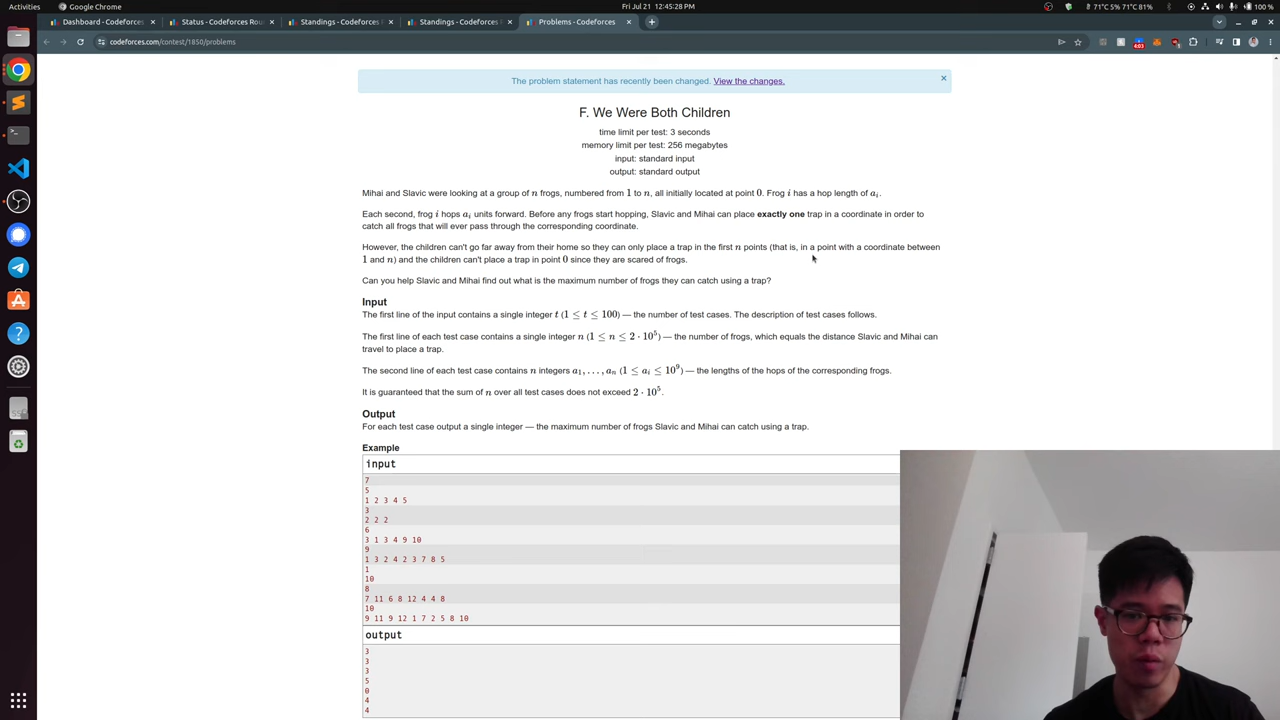 Activities
Google Chrome
Fri Jul 21 12:45:28
71°C 5% 71°C 81%
100 %
Dashboard - Codeforces
Status - Codeforces Rou
Standings - Codeforces R
Standings - Codeforces R
Problems - Codeforces
codeforces.com/contest/1850/problems
4:03
The problem statement has recently been changed. View the changes.
F. We Were Both Children
time limit per test: 3 seconds
memory limit per test: 256 megabytes
input: standard input
output: standard output
Mihai and Slavic were looking at a group of n frogs, numbered from 1 to n, all initially located at point 0. Frog i has a hop length of aᵢ.
Each second, frog i hops aᵢ units forward. Before any frogs start hopping, Slavic and Mihai can place exactly one trap in a coordinate in order to
catch all frogs that will ever pass through the corresponding coordinate.
However, the children can't go far away from their home so they can only place a trap in the first n points (that is, in a point with a coordinate between
1 and n) and the children can't place a trap in point 0 since they are scared of frogs.
Can you help Slavic and Mihai find out what is the maximum number of frogs they can catch using a trap?
Input
The first line of the input contains a single integer t (1 ≤ t ≤ 100) — the number of test cases. The description of test cases follows.
The first line of each test case contains a single integer n (1 ≤ n ≤ 2 · 10⁵) — the number of frogs, which equals the distance Slavic and Mihai can
travel to place a trap.
The second line of each test case contains n integers a₁, . . . , aₙ (1 ≤ aᵢ ≤ 10⁹) — the lengths of the hops of the corresponding frogs.
It is guaranteed that the sum of n over all test cases does not exceed 2 · 10⁵.
Output
For each test case output a single integer — the maximum number of frogs Slavic and Mihai can catch using a trap.
Example
input
7
5
1 2 3 4 5
3
2 2 2
6
3 1 3 4 9 10
9
1 3 2 4 2 3 7 8 5
1
10
8
7 11 6 8 12 4 4 8
10
9 11 9 12 1 7 2 5 8 10
output
3
3
3
5
0
4
4